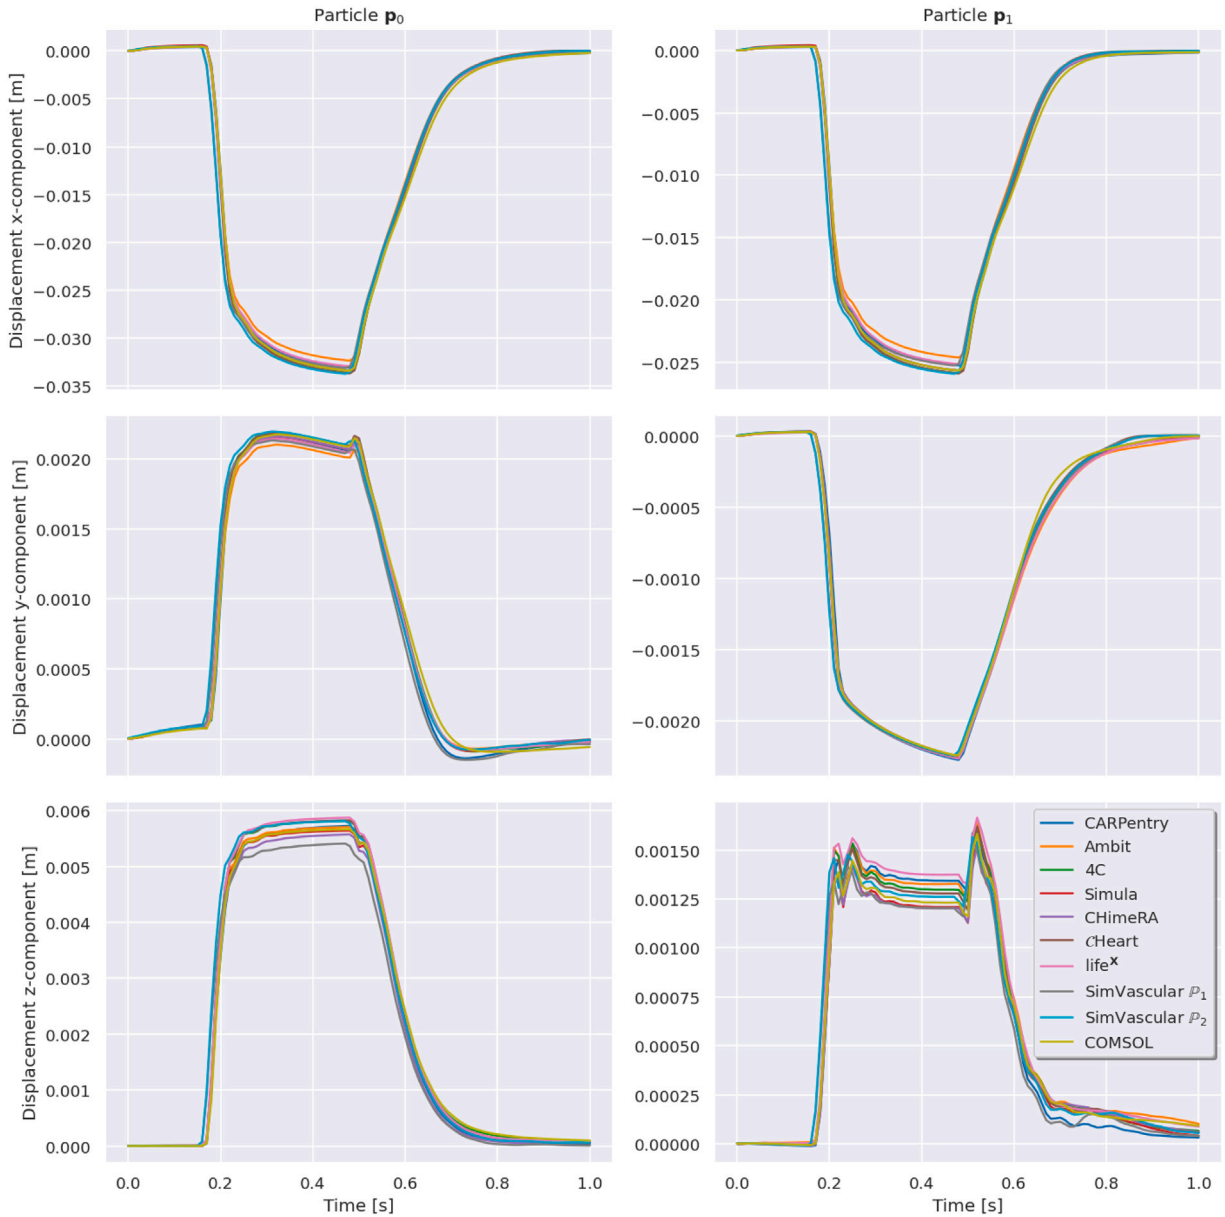 Particle p₀
Particle p₁
Displacement x-component [m]
0.000
−0.005
−0.010
−0.015
−0.020
−0.025
−0.030
−0.035
0.000
−0.005
−0.010
−0.015
−0.020
−0.025
Displacement y-component [m]
0.0020
0.0015
0.0010
0.0005
0.0000
0.0000
−0.0005
−0.0010
−0.0015
−0.0020
Displacement z-component [m]
0.006
0.005
0.004
0.003
0.002
0.001
0.000
0.00150
0.00125
0.00100
0.00075
0.00050
0.00025
0.00000
CARPentry
Ambit
4C
Simula
CHimeRA
𝒞Heart
lifeˣ
SimVascular ℙ₁
SimVascular ℙ₂
COMSOL
0.0 0.2 0.4 0.6 0.8 1.0
0.0 0.2 0.4 0.6 0.8 1.0
Time [s]
Time [s]